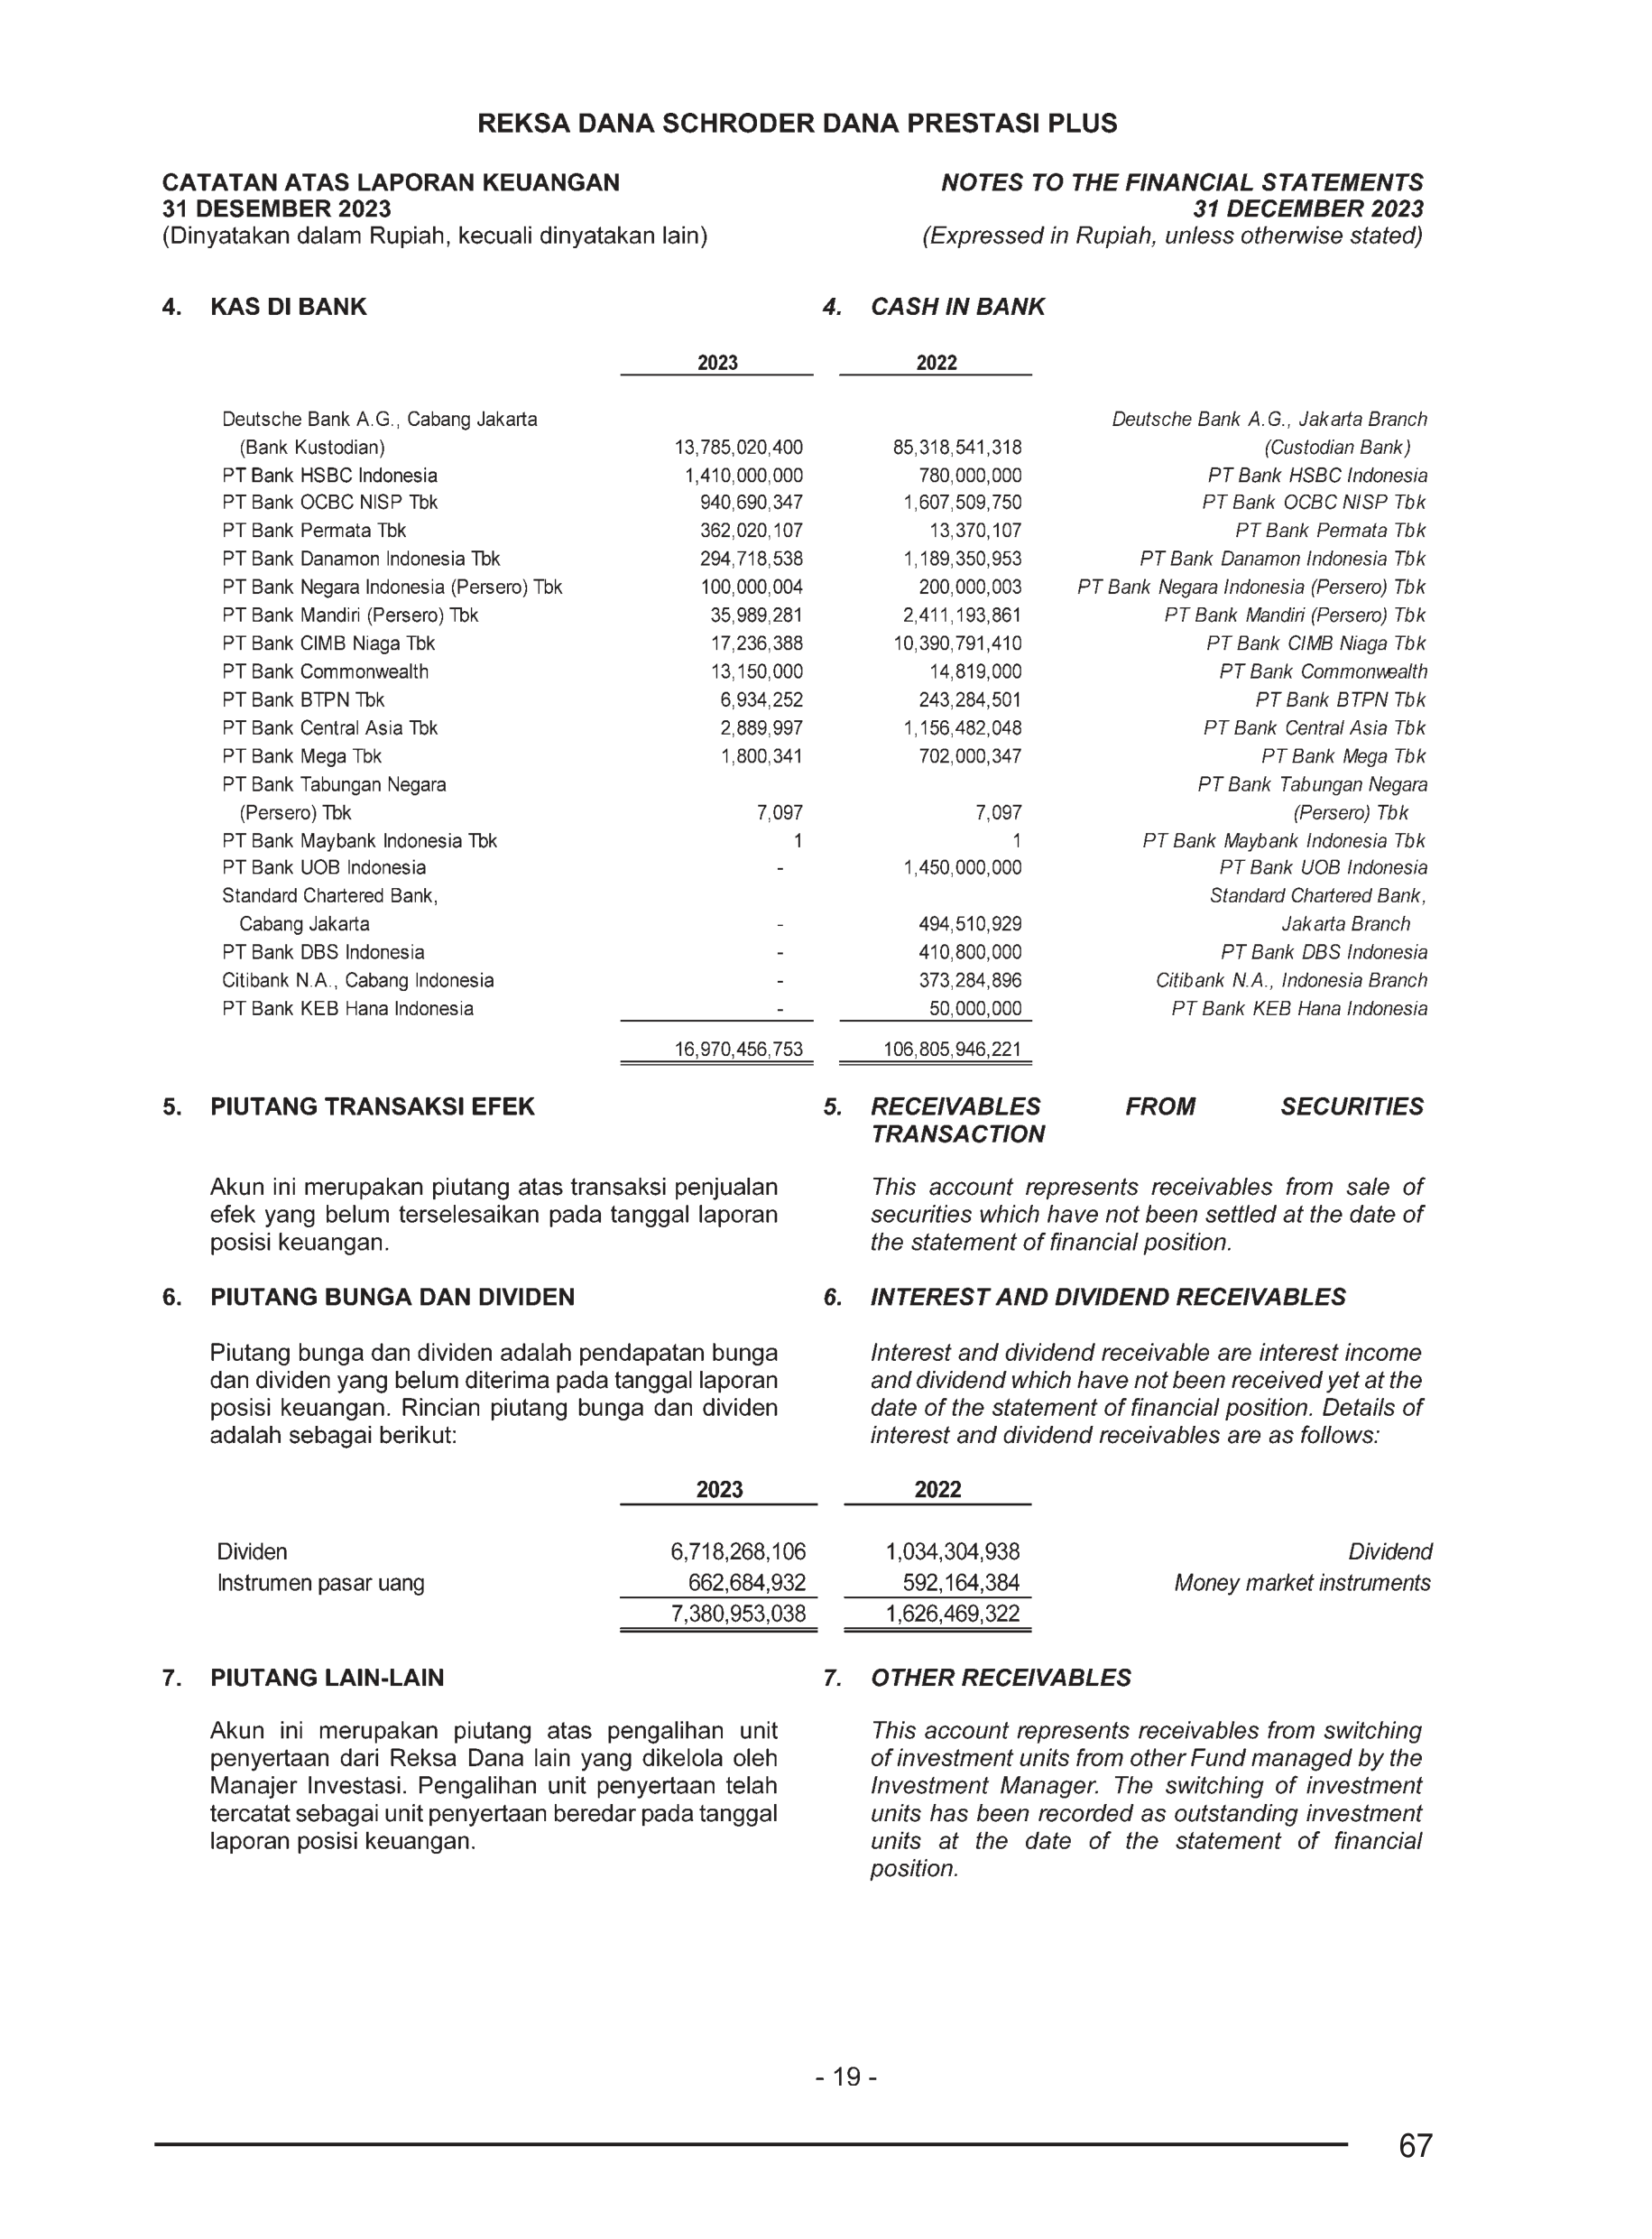 REKSA DANA SCHRODER DANA PRESTASI PLUS
CATATAN ATAS LAPORAN KEUANGAN
31 DESEMBER 2023
(Dinyatakan dalam Rupiah, kecuali dinyatakan lain)
NOTES TO THE FINANCIAL STATEMENTS
31 DECEMBER 2023
(Expressed in Rupiah, unless otherwise stated)
4. KAS DI BANK 4. CASH IN BANK
2023 2022
Deutsche Bank A.G., Cabang Jakarta Deutsche Bank A.G., Jakarta Branch
(Bank Kustodian) 13,785,020,400 85,318,541,318 (Custodian Bank)
PT Bank HSBC Indonesia 1,410,000,000 780,000,000 PT Bank HSBC Indonesia
PT Bank OCBC NISP Tbk 940,690,347 1,607,509,750 PT Bank OCBC NISP Tbk
PT Bank Permata Tbk 362,020,107 13,370,107 PT Bank Permata Tbk
PT Bank Danamon Indonesia Tbk 294,718,538 1,189,350,953 PT Bank Danamon Indonesia Tbk
PT Bank Negara Indonesia (Persero) Tbk 100,000,004 200,000,003 PT Bank Negara Indonesia (Persero) Tbk
PT Bank Mandiri (Persero) Tbk 35,989,281 2,411,193,861 PT Bank Mandiri (Persero) Tbk
PT Bank CIMB Niaga Tbk 17,236,388 10,390,791,410 PT Bank CIMB Niaga Tbk
PT Bank Commonwealth 13,150,000 14,819,000 PT Bank Commonwealth
PT Bank BTPN Tbk 6,934,252 243,284,501 PT Bank BTPN Tbk
PT Bank Central Asia Tbk 2,889,997 1,156,482,048 PT Bank Central Asia Tbk
PT Bank Mega Tbk 1,800,341 702,000,347 PT Bank Mega Tbk
PT Bank Tabungan Negara PT Bank Tabungan Negara
(Persero) Tbk 7,097 7,097 (Persero) Tbk
PT Bank Maybank Indonesia Tbk 1 1 PT Bank Maybank Indonesia Tbk
PT Bank UOB Indonesia - 1,450,000,000 PT Bank UOB Indonesia
Standard Chartered Bank, Standard Chartered Bank,
Cabang Jakarta - 494,510,929 Jakarta Branch
PT Bank DBS Indonesia - 410,800,000 PT Bank DBS Indonesia
Citibank N.A., Cabang Indonesia - 373,284,896 Citibank N.A., Indonesia Branch
PT Bank KEB Hana Indonesia - 50,000,000 PT Bank KEB Hana Indonesia
16,970,456,753 106,805,946,221
5. PIUTANG TRANSAKSI EFEK
Akun ini merupakan piutang atas transaksi penjualan
efek yang belum terselesaikan pada tanggal laporan
posisi keuangan.
5. RECEIVABLES FROM SECURITIES
TRANSACTION
This account represents receivables from sale of
securities which have not been settled at the date of
the statement of financial position.
6. PIUTANG BUNGA DAN DIVIDEN
Piutang bunga dan dividen adalah pendapatan bunga
dan dividen yang belum diterima pada tanggal laporan
posisi keuangan. Rincian piutang bunga dan dividen
adalah sebagai berikut:
6. INTEREST AND DIVIDEND RECEIVABLES
Interest and dividend receivable are interest income
and dividend which have not been received yet at the
date of the statement of financial position. Details of
interest and dividend receivables are as follows:
2023 2022
Dividen 6,718,268,106 1,034,304,938 Dividend
Instrumen pasar uang 662,684,932 592,164,384 Money market instruments
7,380,953,038 1,626,469,322
7. PIUTANG LAIN-LAIN
Akun ini merupakan piutang atas pengalihan unit
penyertaan dari Reksa Dana lain yang dikelola oleh
Manajer Investasi. Pengalihan unit penyertaan telah
tercatat sebagai unit penyertaan beredar pada tanggal
laporan posisi keuangan.
7. OTHER RECEIVABLES
This account represents receivables from switching
of investment units from other Fund managed by the
Investment Manager. The switching of investment
units has been recorded as outstanding investment
units at the date of the statement of financial
position.
- 19 -
67